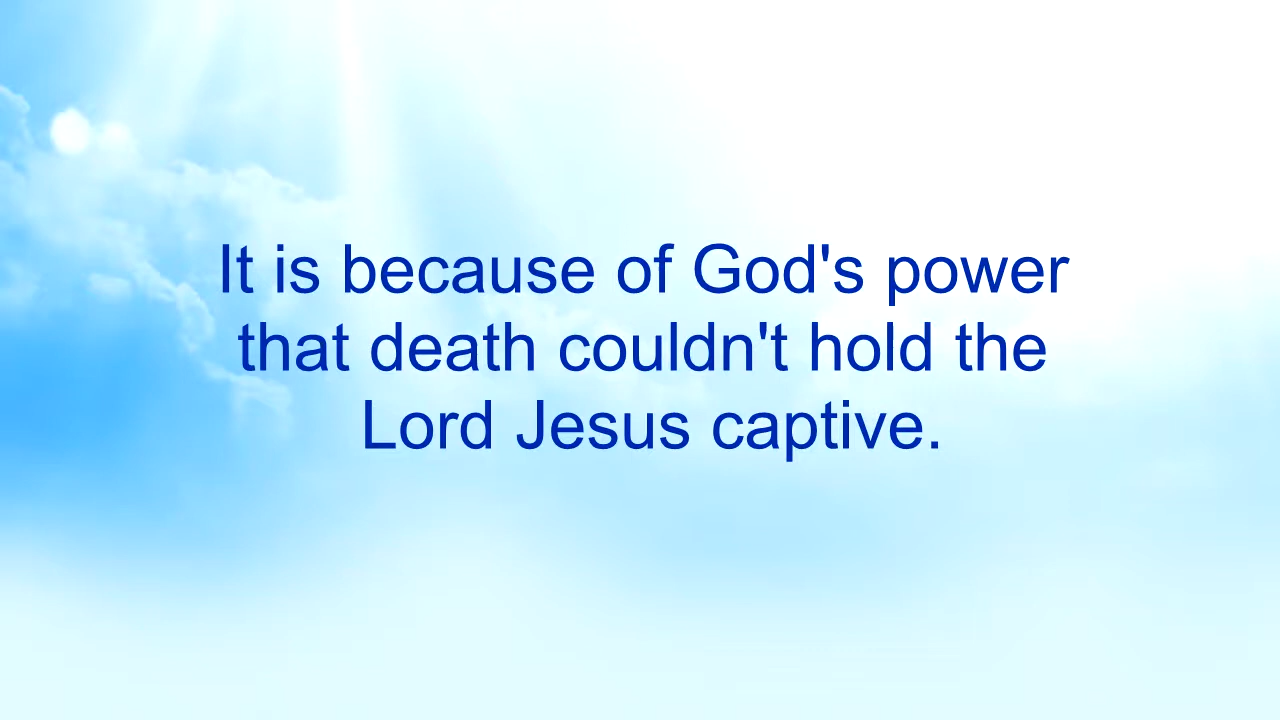 It is because of God's power
that death couldn't hold the
Lord Jesus captive.